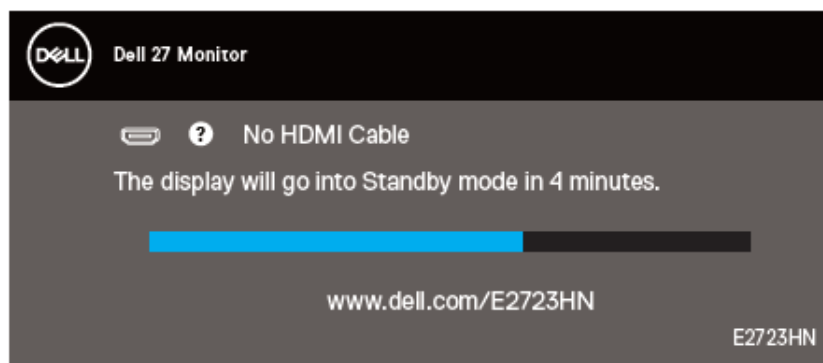 DELL
Dell 27 Monitor
? No HDMI Cable
The display will go into Standby mode in 4 minutes.
www.dell.com/E2723HN
E2723HN